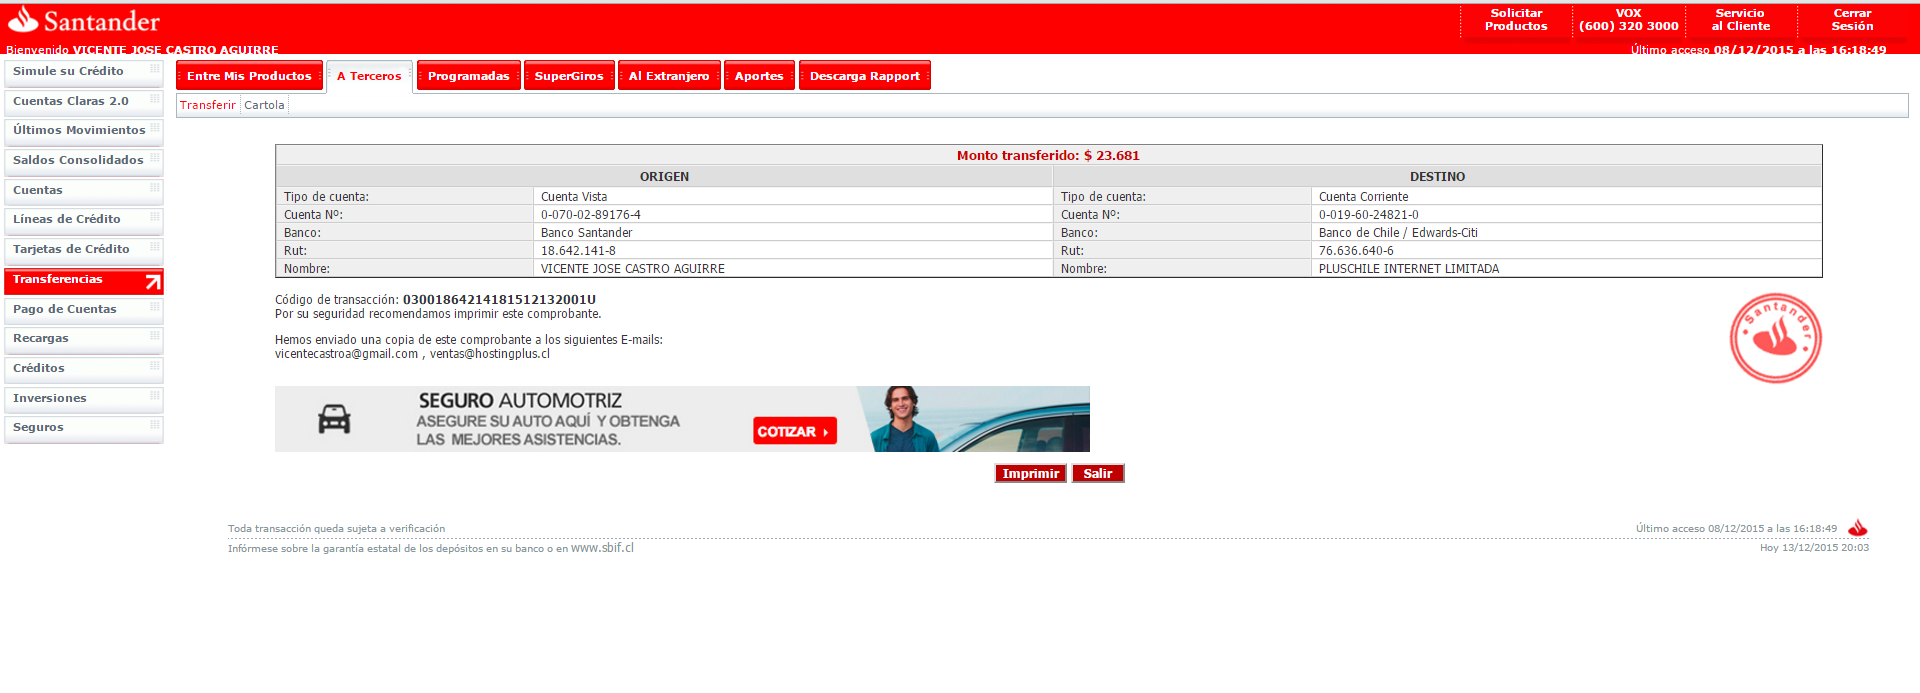 Santander
Solicitar Productos
VOX (600) 320 3000
Servicio al Cliente
Cerrar Sesión
Bienvenido VICENTE JOSE CASTRO AGUIRRE
Último acceso 08/12/2015 a las 16:18:49
Simule su Crédito
Cuentas Claras 2.0
Últimos Movimientos
Saldos Consolidados
Cuentas
Líneas de Crédito
Tarjetas de Crédito
Transferencias
Pago de Cuentas
Recargas
Créditos
Inversiones
Seguros
Entre Mis Productos
A Terceros
Programadas
SuperGiros
Al Extranjero
Aportes
Descarga Rapport
Transferir
Cartola
Monto transferido: $ 23.681
ORIGEN DESTINO
Tipo de cuenta: Cuenta Vista Tipo de cuenta: Cuenta Corriente
Cuenta Nº: 0-070-02-89176-4 Cuenta Nº: 0-019-60-24821-0
Banco: Banco Santander Banco: Banco de Chile / Edwards-Citi
Rut: 18.642.141-8 Rut: 76.636.640-6
Nombre: VICENTE JOSE CASTRO AGUIRRE Nombre: PLUSCHILE INTERNET LIMITADA
Código de transacción: 03001864214181512132001U
Por su seguridad recomendamos imprimir este comprobante.
Hemos enviado una copia de este comprobante a los siguientes E-mails:
vicentecastroa@gmail.com , ventas@hostingplus.cl
Santander
SEGURO AUTOMOTRIZ
ASEGURE SU AUTO AQUÍ Y OBTENGA
LAS MEJORES ASISTENCIAS.
COTIZAR
Imprimir
Salir
Toda transacción queda sujeta a verificación
Último acceso 08/12/2015 a las 16:18:49
Infórmese sobre la garantía estatal de los depósitos en su banco o en www.sbif.cl
Hoy 13/12/2015 20:03